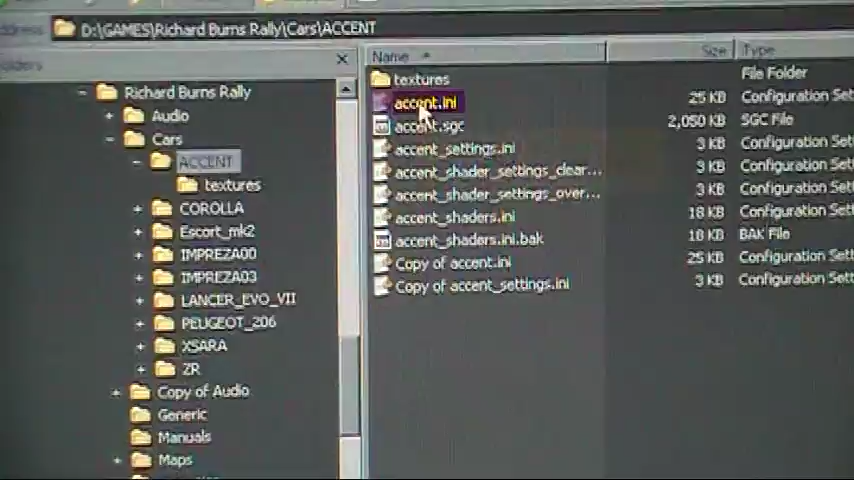 Address D:\GAMES\Richard Burns Rally\Cars\ACCENT
Folders
Name Size Type
Richard Burns Rally
Audio
Cars
ACCENT
textures
COROLLA
Escort_mk2
IMPREZA00
IMPREZA03
LANCER_EVO_VII
PEUGEOT_206
XSARA
ZR
Copy of Audio
Generic
Manuals
Maps
textures File Folder
accent.ini 25 KB Configuration Sett
accent.sgc 2,050 KB SGC File
accent_settings.ini 3 KB Configuration Sett
accent_shader_settings_clear... 3 KB Configuration Sett
accent_shader_settings_over... 3 KB Configuration Sett
accent_shaders.ini 18 KB Configuration Sett
accent_shaders.ini.bak 18 KB BAK File
Copy of accent.ini 25 KB Configuration Sett
Copy of accent_settings.ini 3 KB Configuration Sett